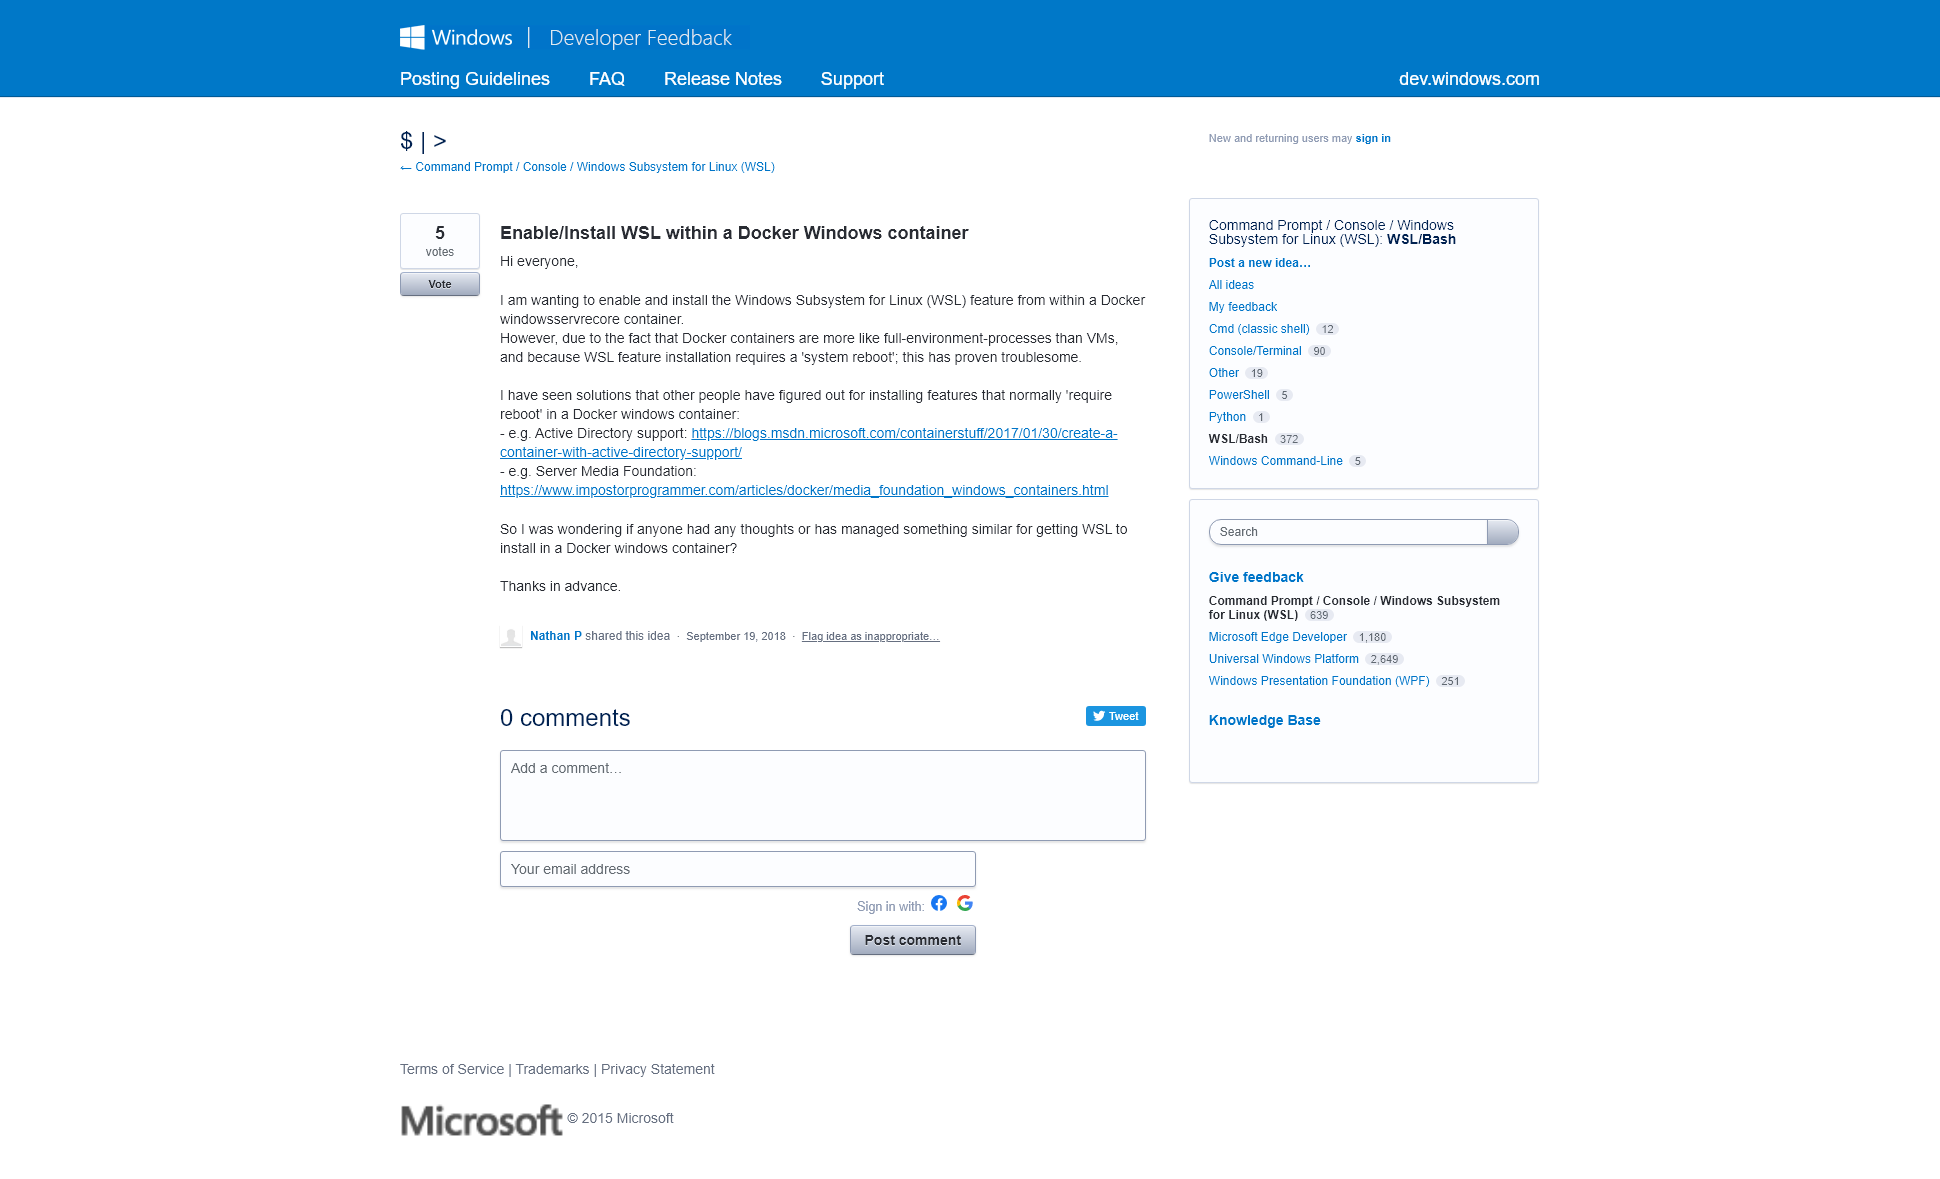 Windows | Developer Feedback
Posting Guidelines FAQ Release Notes Support dev.windows.com
$ | >
← Command Prompt / Console / Windows Subsystem for Linux (WSL)
New and returning users may sign in
5
votes
Vote
Enable/Install WSL within a Docker Windows container
Hi everyone,
I am wanting to enable and install the Windows Subsystem for Linux (WSL) feature from within a Docker
windowsservrecore container.
However, due to the fact that Docker containers are more like full-environment-processes than VMs,
and because WSL feature installation requires a 'system reboot'; this has proven troublesome.
I have seen solutions that other people have figured out for installing features that normally 'require
reboot' in a Docker windows container:
- e.g. Active Directory support: https://blogs.msdn.microsoft.com/containerstuff/2017/01/30/create-a-
container-with-active-directory-support/
- e.g. Server Media Foundation:
https://www.impostorprogrammer.com/articles/docker/media_foundation_windows_containers.html
So I was wondering if anyone had any thoughts or has managed something similar for getting WSL to
install in a Docker windows container?
Thanks in advance.
Nathan P shared this idea · September 19, 2018 · Flag idea as inappropriate…
0 comments
Tweet
Add a comment…
Your email address
Sign in with:
Post comment
Command Prompt / Console / Windows
Subsystem for Linux (WSL): WSL/Bash
Post a new idea…
All ideas
My feedback
Cmd (classic shell) 12
Console/Terminal 90
Other 19
PowerShell 5
Python 1
WSL/Bash 372
Windows Command-Line 5
Search
Give feedback
Command Prompt / Console / Windows Subsystem
for Linux (WSL) 639
Microsoft Edge Developer 1,180
Universal Windows Platform 2,649
Windows Presentation Foundation (WPF) 251
Knowledge Base
Terms of Service | Trademarks | Privacy Statement
Microsoft © 2015 Microsoft